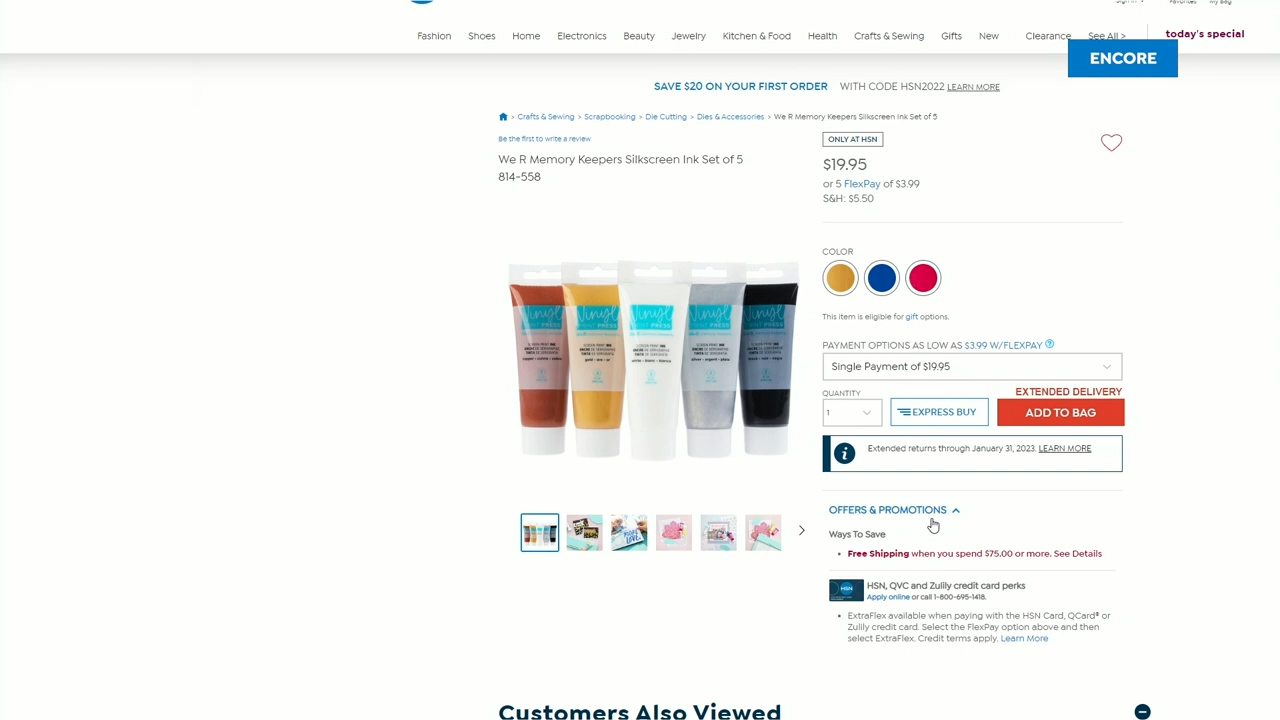 Fashion Shoes Home Electronics Beauty Jewelry Kitchen & Food Health Crafts & Sewing Gifts New Clearance See All > today's special
ENCORE
SAVE $20 ON YOUR FIRST ORDER WITH CODE HSN2022 LEARN MORE
> Crafts & Sewing > Scrapbooking > Die Cutting > Dies & Accessories > We R Memory Keepers Silkscreen Ink Set of 5
Be the first to write a review
We R Memory Keepers Silkscreen Ink Set of 5
814-558
ONLY AT HSN
$19.95
or 5 FlexPay of $3.99
S&H: $5.50
COLOR
This item is eligible for gift options.
PAYMENT OPTIONS AS LOW AS $3.99 W/FLEXPAY ?
Single Payment of $19.95
QUANTITY
EXTENDED DELIVERY
1
EXPRESS BUY
ADD TO BAG
Extended returns through January 31, 2023. LEARN MORE
OFFERS & PROMOTIONS
Ways To Save
• Free Shipping when you spend $75.00 or more. See Details
HSN
HSN, QVC and Zulily credit card perks
Apply online or call 1-800-695-1418.
• ExtraFlex available when paying with the HSN Card, QCard® or
Zulily credit card. Select the FlexPay option above and then
select ExtraFlex. Credit terms apply. Learn More
Customers Also Viewed